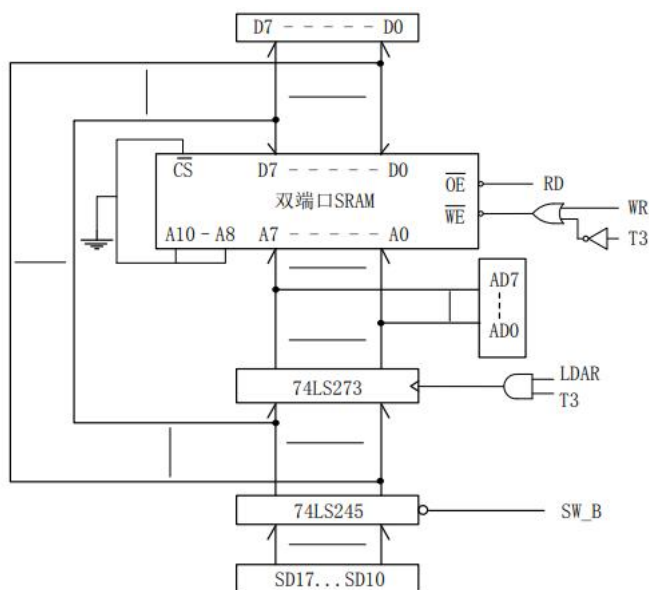 D7 - - - - - D0
CS D7 - - - - - D0 OE RD
双端口SRAM
WE WR
A10 - A8 A7 - - - - - A0 T3
AD7
AD0
74LS273 LDAR
T3
74LS245 SW_B
SD17...SD10